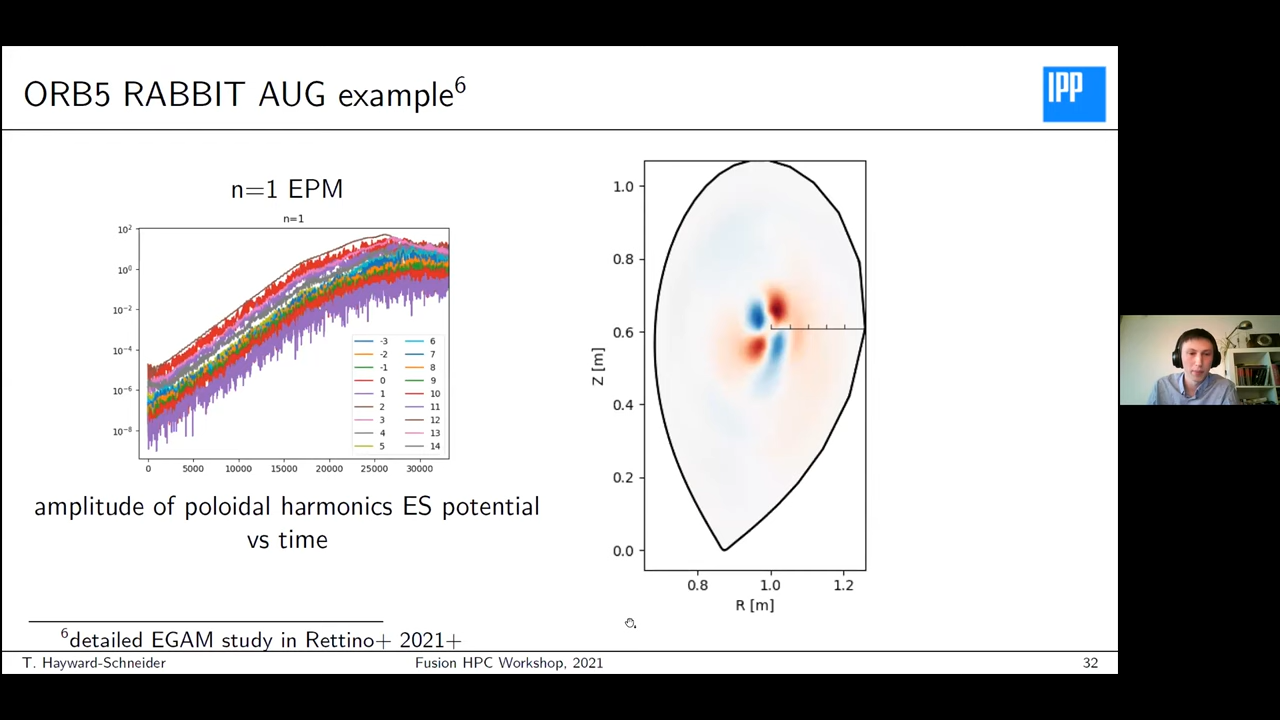 ORB5 RABBIT AUG example6
IPP
n=1 EPM
n=1
10^2
10^0
10^-2
10^-4
10^-6
10^-8
-3 6
-2 7
-1 8
0 9
1 10
2 11
3 12
4 13
5 14
0 5000 10000 15000 20000 25000 30000
amplitude of poloidal harmonics ES potential
vs time
1.0
0.8
0.6
0.4
0.2
0.0
Z [m]
0.8 1.0 1.2
R [m]
6detailed EGAM study in Rettino+ 2021+
T. Hayward-Schneider Fusion HPC Workshop, 2021 32